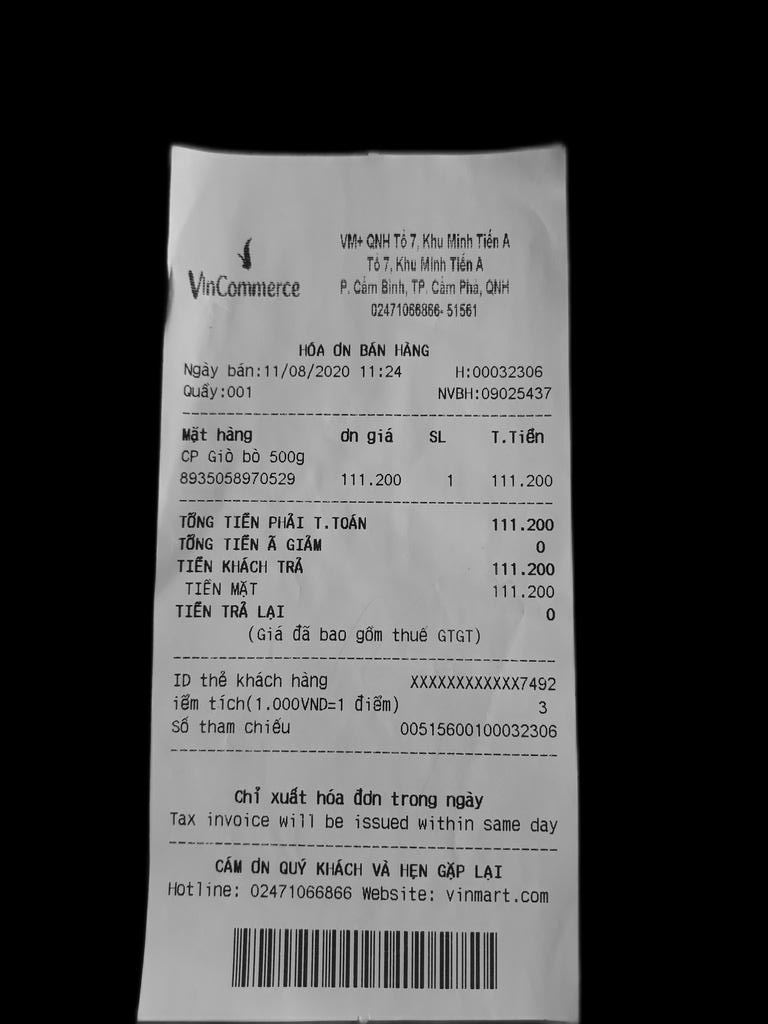 VinCommerce
VM+ QNH Tổ 7, Khu Minh Tiến A
Tổ 7, Khu Minh Tiến A
P. Cẩm Bình, TP. Cẩm Phả, QNH
02471066866- 51561
HÓA ƠN BÁN HÀNG
Ngày bán:11/08/2020 11:24 H:00032306
Quầy:001 NVBH:09025437
Mặt hàng ơn giá SL T.Tiền
CP Giò bò 500g
8935058970529 111.200 1 111.200
TỔNG TIỀN PHẢI T.TOÁN 111.200
TỔNG TIỀN Ã GIẢM 0
TIỀN KHÁCH TRẢ 111.200
TIỀN MẶT 111.200
TIỀN TRẢ LẠI 0
(Giá đã bao gồm thuế GTGT)
ID thẻ khách hàng XXXXXXXXXXXX7492
iểm tích(1.000VND=1 điểm) 3
Số tham chiếu 00515600100032306
Chỉ xuất hóa đơn trong ngày
Tax invoice will be issued within same day
CÁM ƠN QUÝ KHÁCH VÀ HẸN GẶP LẠI
Hotline: 02471066866 Website: vinmart.com